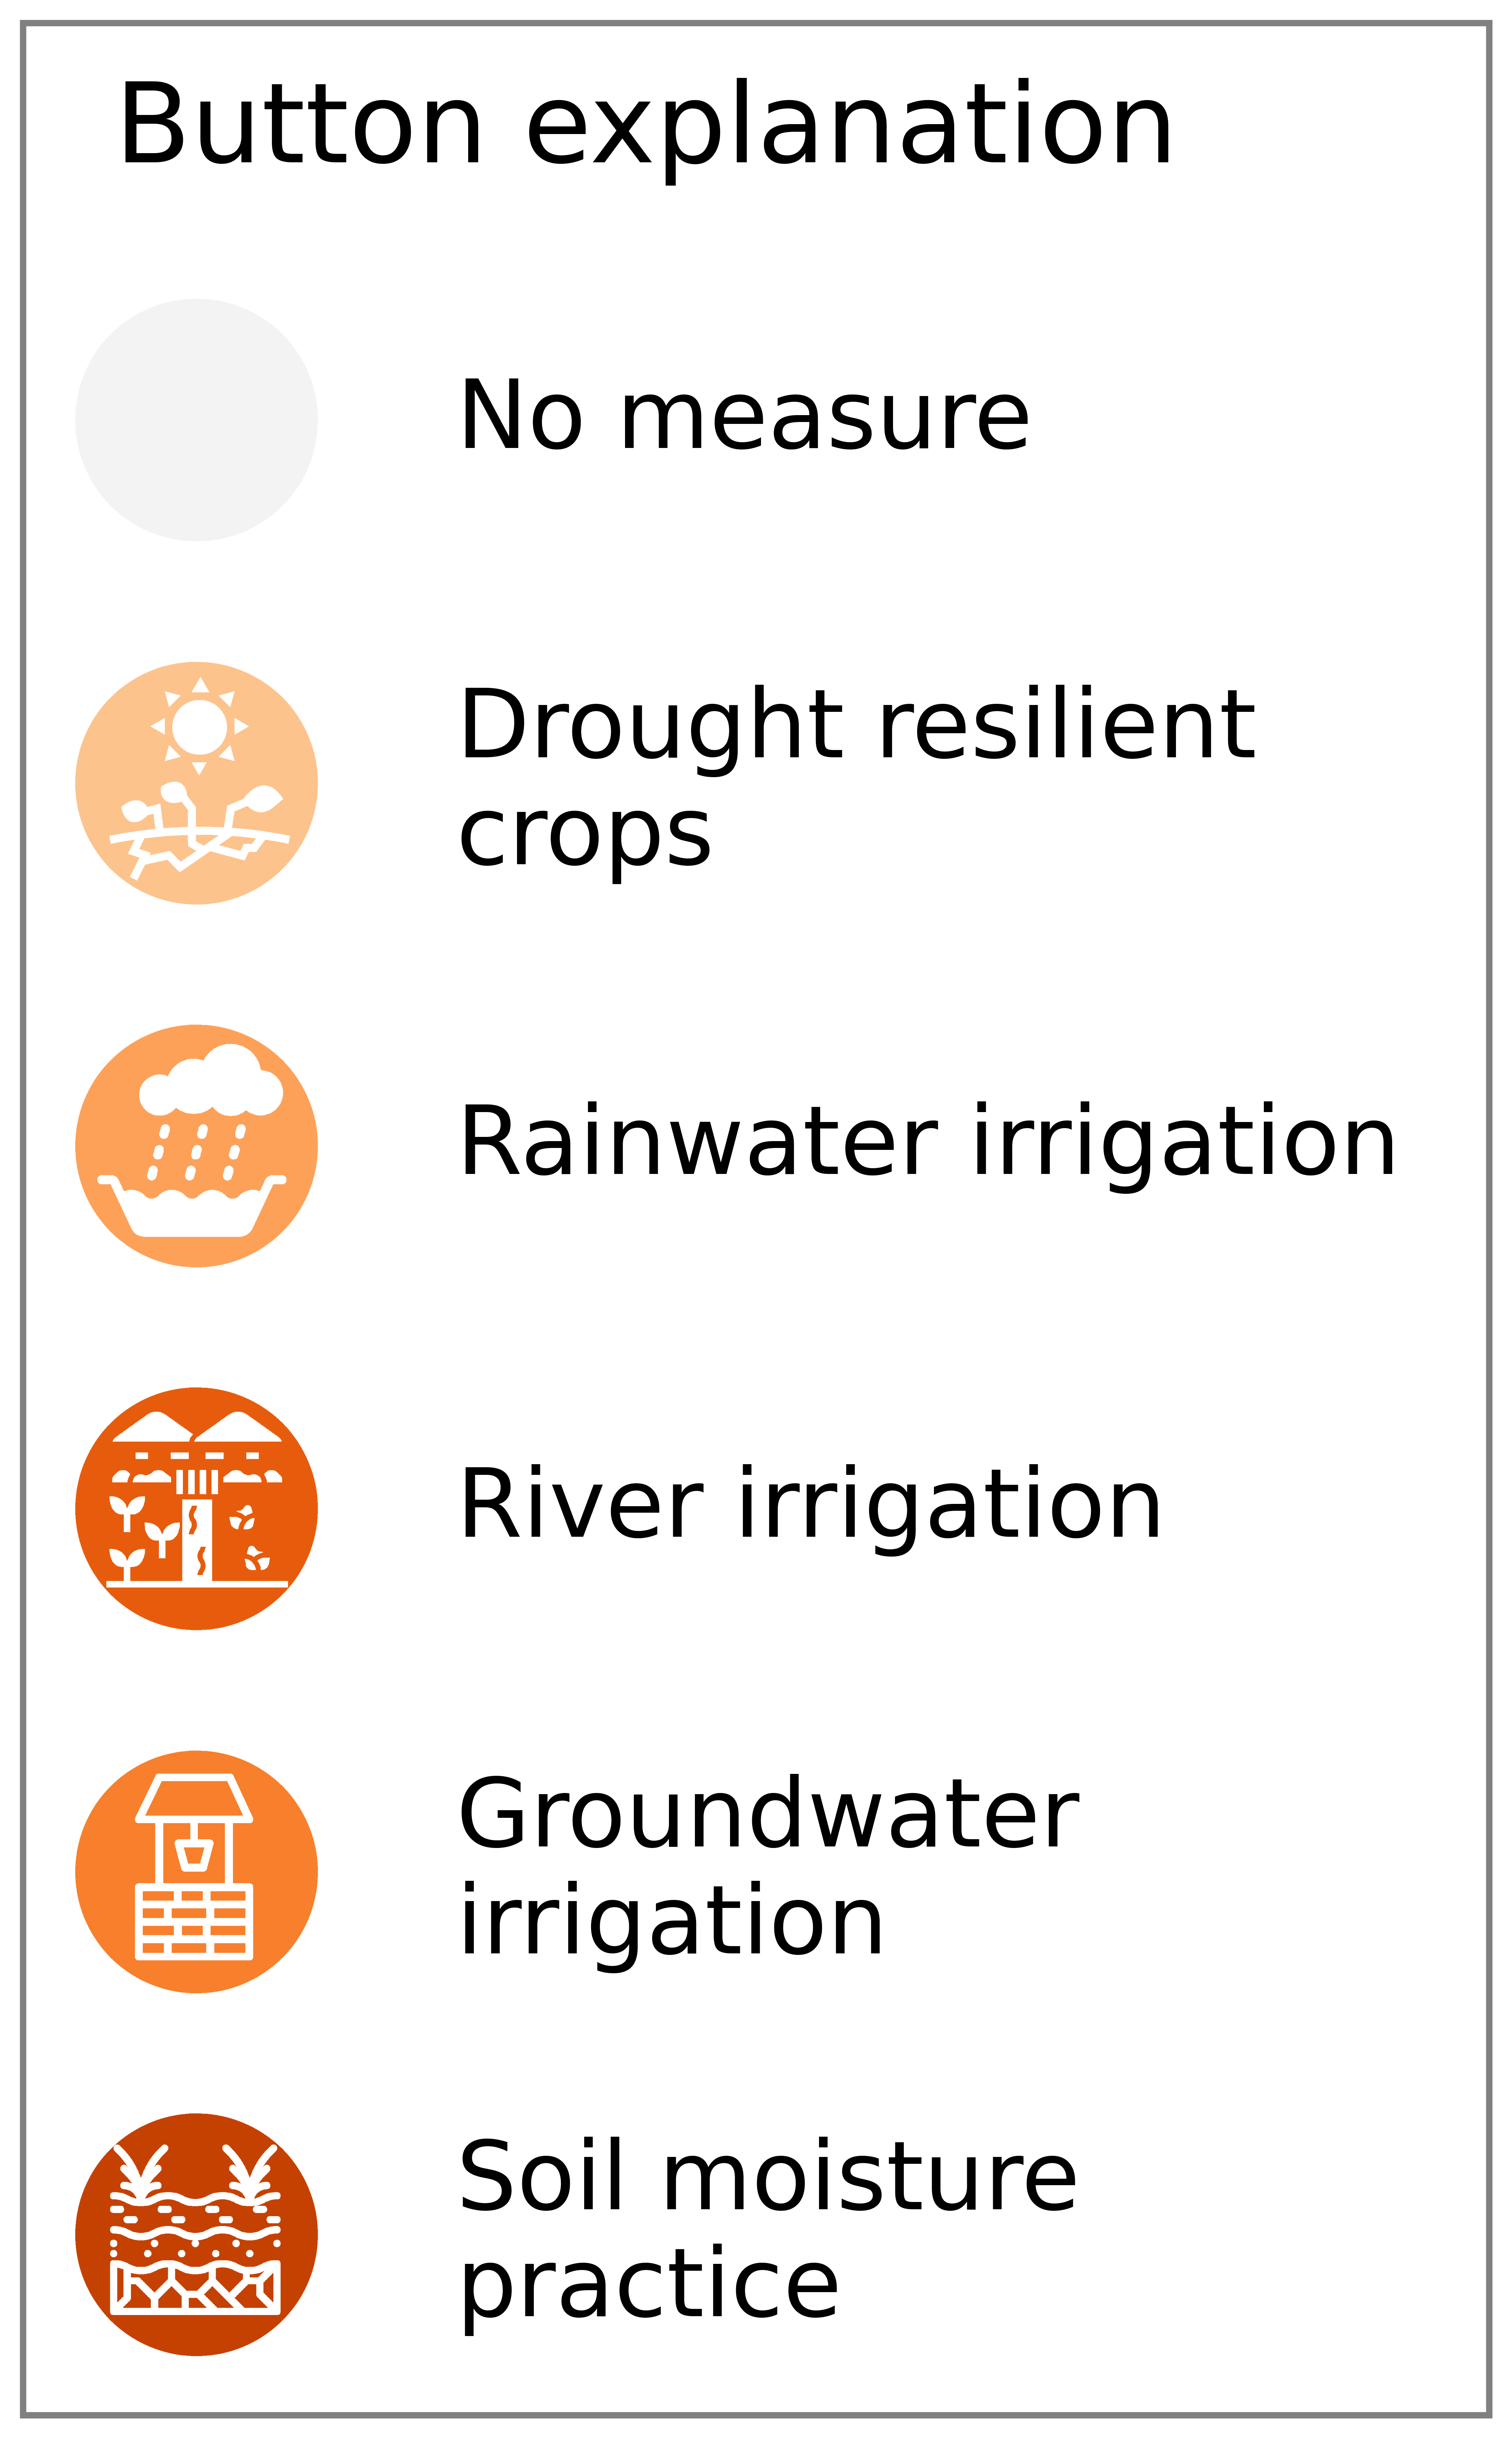 Button explanation
No measure
Drought resilient
crops
Rainwater irrigation
River irrigation
Groundwater
irrigation
Soil moisture
practice